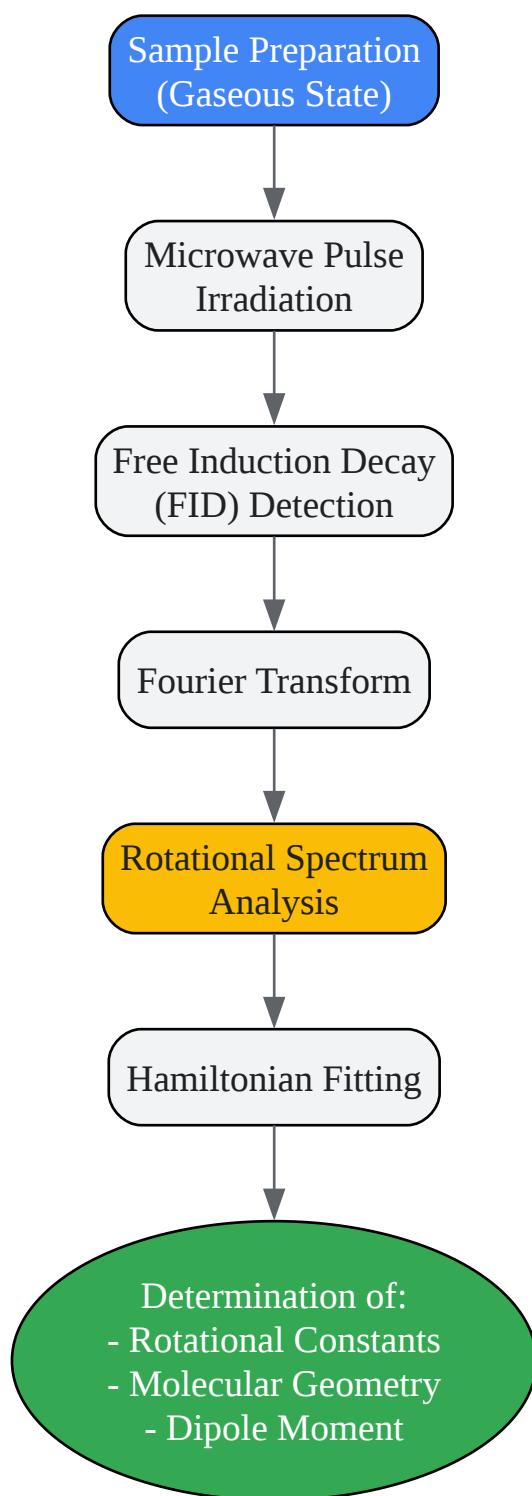 Sample Preparation
(Gaseous State)
Microwave Pulse
Irradiation
Free Induction Decay
(FID) Detection
Fourier Transform
Rotational Spectrum
Analysis
Hamiltonian Fitting
Determination of:
- Rotational Constants
- Molecular Geometry
- Dipole Moment